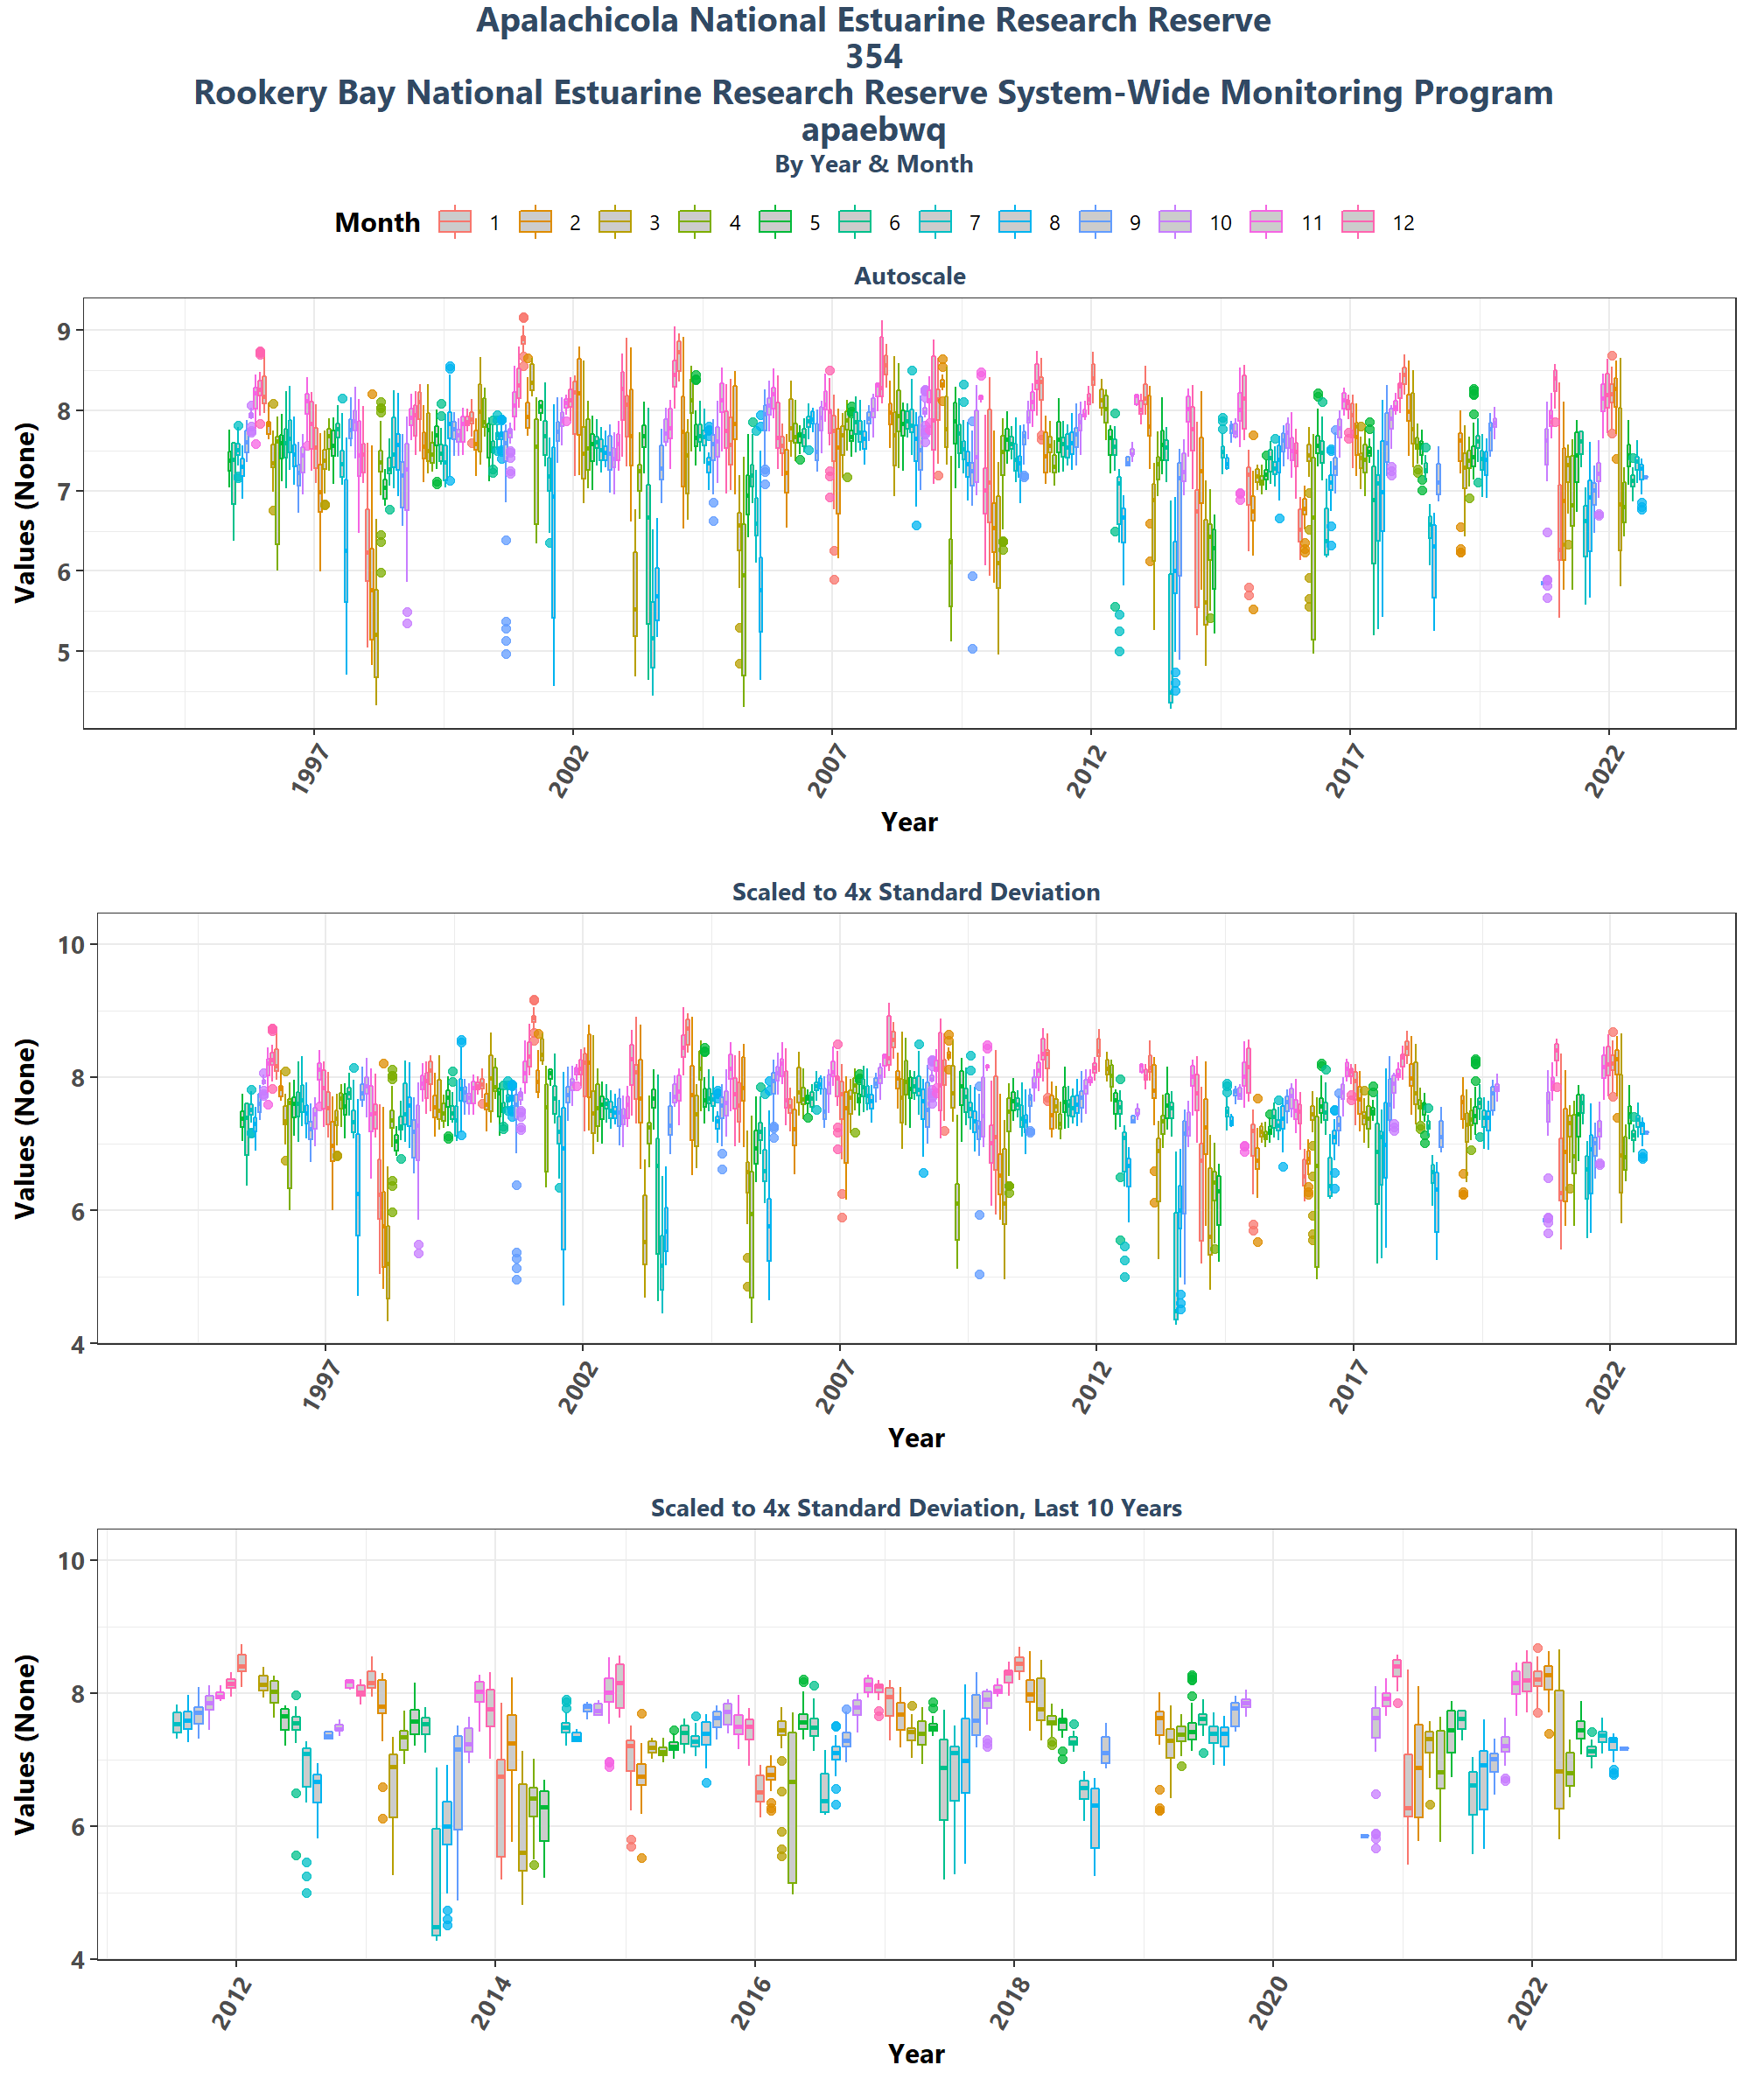 Apalachicola National Estuarine Research Reserve
354
Rookery Bay National Estuarine Research Reserve System-Wide Monitoring Program
apaebwq
By Year & Month
Month 1 2 3 4 5 6 7 8 9 10 11 12
Autoscale
Values (None)
9
8
7
6
5
1997 2002 2007 2012 2017 2022
Year
Scaled to 4x Standard Deviation
Values (None)
10
8
6
4
1997 2002 2007 2012 2017 2022
Year
Scaled to 4x Standard Deviation, Last 10 Years
Values (None)
10
8
6
4
2012 2014 2016 2018 2020 2022
Year